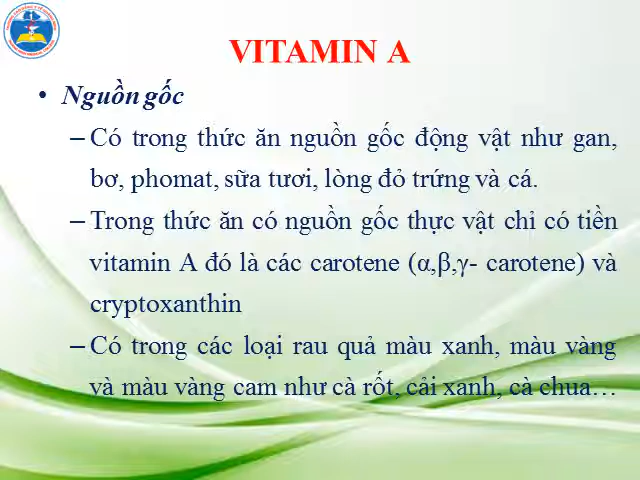 VITAMIN A
• Nguồn gốc
– Có trong thức ăn nguồn gốc động vật như gan,
bơ, phomat, sữa tươi, lòng đỏ trứng và cá.
– Trong thức ăn có nguồn gốc thực vật chỉ có tiền
vitamin A đó là các carotene (α,β,γ- carotene) và
cryptoxanthin
– Có trong các loại rau quả màu xanh, màu vàng
và màu vàng cam như cà rốt, cải xanh, cà chua…